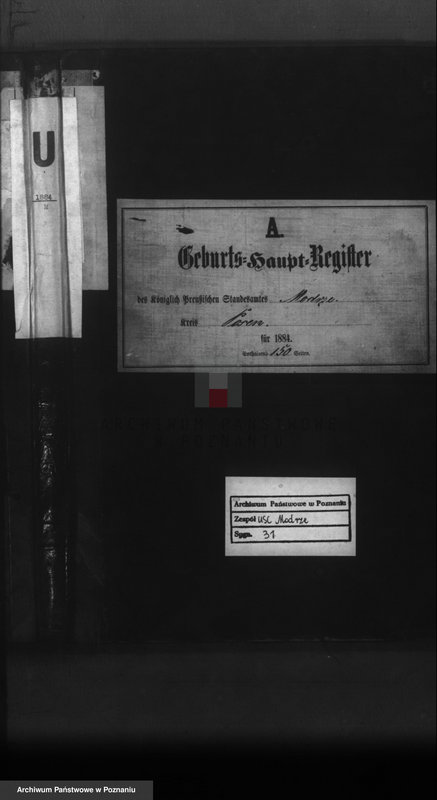 U
1884
A.
Geburts-Haupt-Register
des Königlich Preußischen Standesamtes Modrze.
Kreis Posen.
für 1884.
Enthaltend 150 Seiten.
ARCHIWUM PAŃSTWOWE
W POZNANIU
Archiwum Państwowe w Poznaniu
Zespół USC Modrze
Sygn. 31
Archiwum Państwowe w Poznaniu